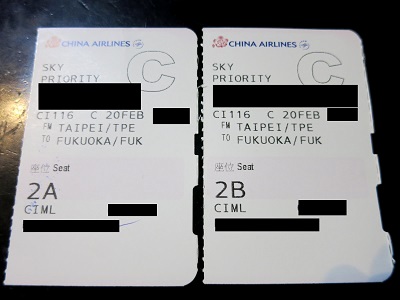 CHINA AIRLINES
SKY
PRIORITY
C
CI116 C 20FEB
FM TAIPEI/TPE
TO FUKUOKA/FUK
座位 Seat
2A
CIML
CHINA AIRLINES
SKY
PRIORITY
C
CI116 C 20FEB
FM TAIPEI/TPE
TO FUKUOKA/FUK
座位 Seat
2B
CIML